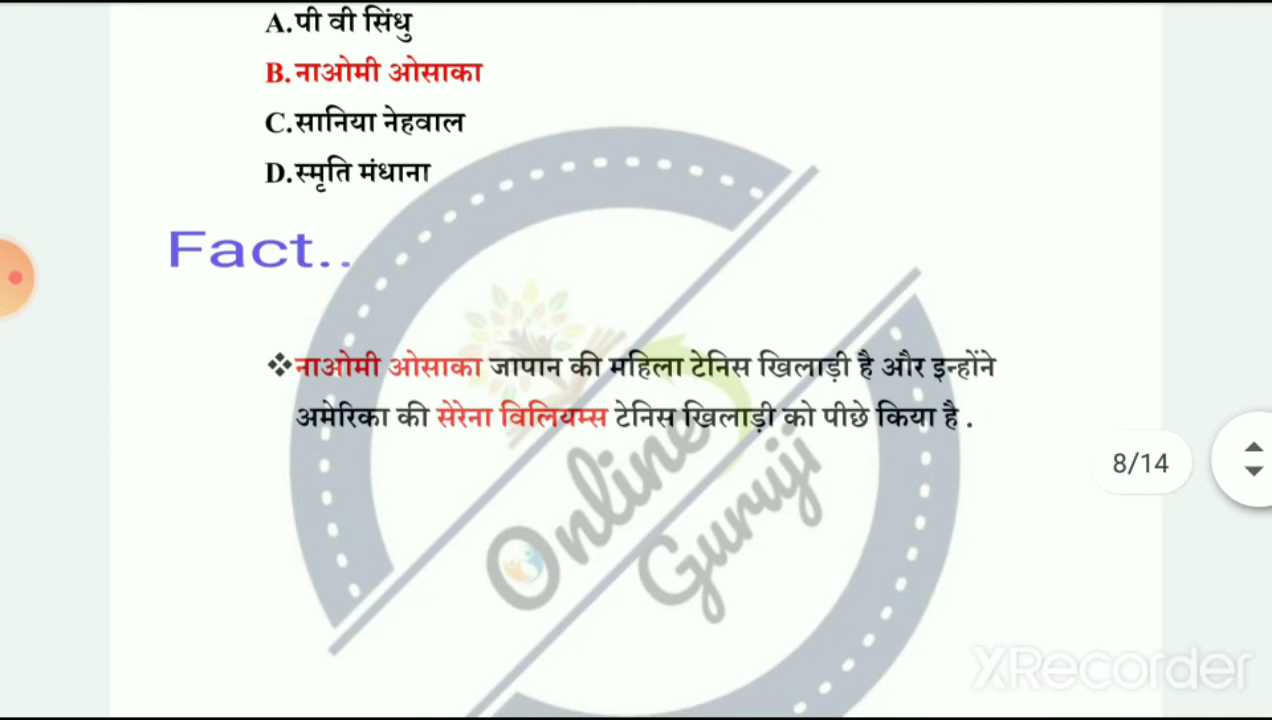 A.पी वी सिंधु
B.नाओमी ओसाका
C.सानिया नेहवाल
D.स्मृति मंधाना
Fact..
❖नाओमी ओसाका जापान की महिला टेनिस खिलाड़ी है और इन्होंने
अमेरिका की सेरेना विलियम्स टेनिस खिलाड़ी को पीछे किया है .
8/14
Online
Guruji
XRecorder